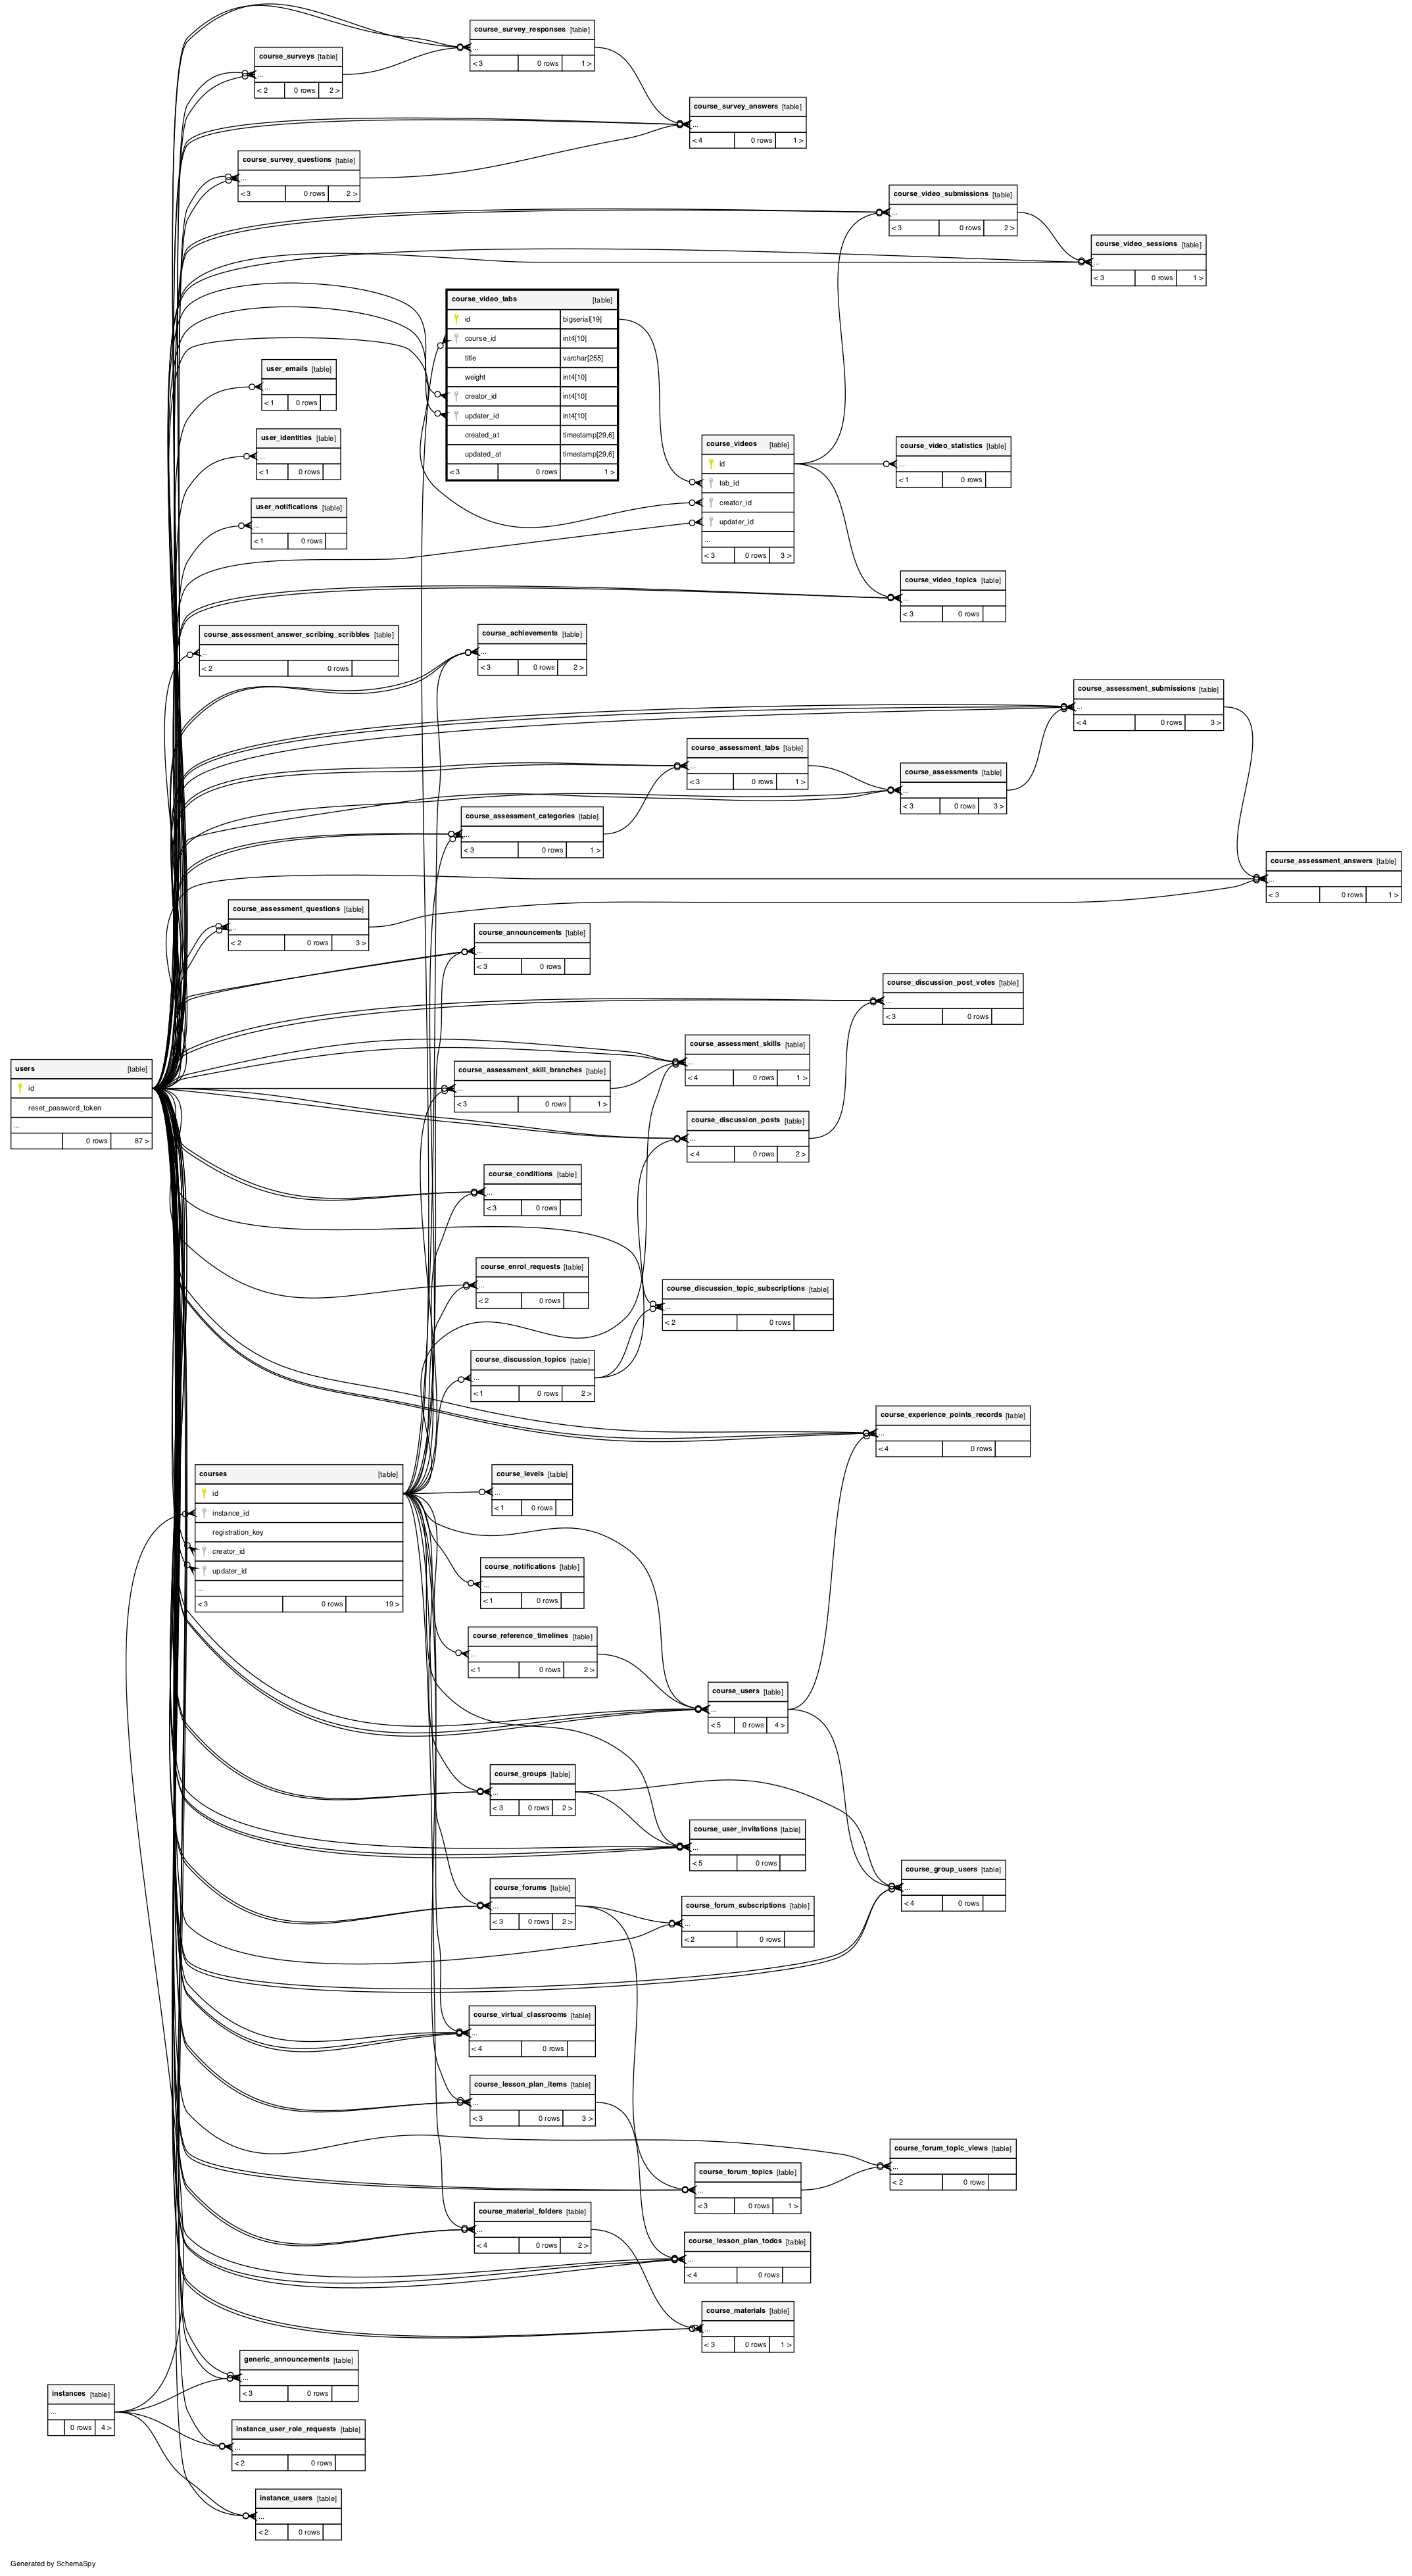 course_survey_responses [table]
...
< 3 0 rows 1 >
course_surveys [table]
...
< 2 0 rows 2 >
course_survey_answers [table]
...
< 4 0 rows 1 >
course_survey_questions [table]
...
< 3 0 rows 2 >
course_video_submissions [table]
...
< 3 0 rows 2 >
course_video_sessions [table]
...
< 3 0 rows 1 >
course_video_tabs [table]
id bigserial[19]
course_id int4[10]
title varchar[255]
weight int4[10]
creator_id int4[10]
updater_id int4[10]
created_at timestamp[29,6]
updated_at timestamp[29,6]
< 3 0 rows 1 >
user_emails [table]
...
< 1 0 rows
user_identities [table]
...
< 1 0 rows
user_notifications [table]
...
< 1 0 rows
course_videos [table]
id
tab_id
creator_id
updater_id
...
< 3 0 rows 3 >
course_video_statistics [table]
...
< 1 0 rows
course_video_topics [table]
...
< 3 0 rows
course_assessment_answer_scribing_scribbles [table]
...
< 2 0 rows
course_achievements [table]
...
< 3 0 rows 2 >
course_assessment_submissions [table]
...
< 4 0 rows 3 >
course_assessment_tabs [table]
...
< 3 0 rows 1 >
course_assessments [table]
...
< 3 0 rows 3 >
course_assessment_categories [table]
...
< 3 0 rows 1 >
course_assessment_answers [table]
...
< 3 0 rows 1 >
course_assessment_questions [table]
...
< 2 0 rows 3 >
course_announcements [table]
...
< 3 0 rows
course_discussion_post_votes [table]
...
< 3 0 rows
course_assessment_skills [table]
...
< 4 0 rows 1 >
users [table]
id
reset_password_token
...
0 rows 87 >
course_assessment_skill_branches [table]
...
< 3 0 rows 1 >
course_discussion_posts [table]
...
< 4 0 rows 2 >
course_conditions [table]
...
< 3 0 rows
course_enrol_requests [table]
...
< 2 0 rows
course_discussion_topic_subscriptions [table]
...
< 2 0 rows
course_discussion_topics [table]
...
< 1 0 rows 2 >
course_experience_points_records [table]
...
< 4 0 rows
courses [table]
id
instance_id
registration_key
creator_id
updater_id
...
< 3 0 rows 19 >
course_levels [table]
...
< 1 0 rows
course_notifications [table]
...
< 1 0 rows
course_reference_timelines [table]
...
< 1 0 rows 2 >
course_users [table]
...
< 5 0 rows 4 >
course_groups [table]
...
< 3 0 rows 2 >
course_user_invitations [table]
...
< 5 0 rows
course_group_users [table]
...
< 4 0 rows
course_forums [table]
...
< 3 0 rows 2 >
course_forum_subscriptions [table]
...
< 2 0 rows
course_virtual_classrooms [table]
...
< 4 0 rows
course_lesson_plan_items [table]
...
< 3 0 rows 3 >
course_forum_topic_views [table]
...
< 2 0 rows
course_forum_topics [table]
...
< 3 0 rows 1 >
course_material_folders [table]
...
< 4 0 rows 2 >
course_lesson_plan_todos [table]
...
< 4 0 rows
course_materials [table]
...
< 3 0 rows 1 >
generic_announcements [table]
...
< 3 0 rows
instances [table]
...
0 rows 4 >
instance_user_role_requests [table]
...
< 2 0 rows
instance_users [table]
...
< 2 0 rows
Generated by SchemaSpy